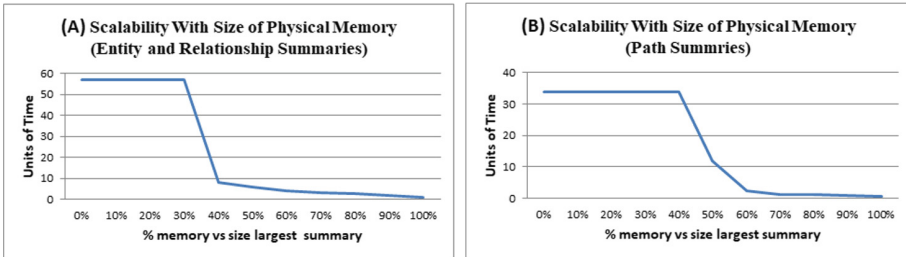 (A) Scalability With Size of Physical Memory
(Entity and Relationship Summaries)
Units of Time
60
50
40
30
20
10
0
0% 10% 20% 30% 40% 50% 60% 70% 80% 90% 100%
% memory vs size largest summary
(B) Scalability With Size of Physical Memory
(Path Summries)
Units of Time
40
30
20
10
0
0% 10% 20% 30% 40% 50% 60% 70% 80% 90% 100%
% memory vs size largest summary